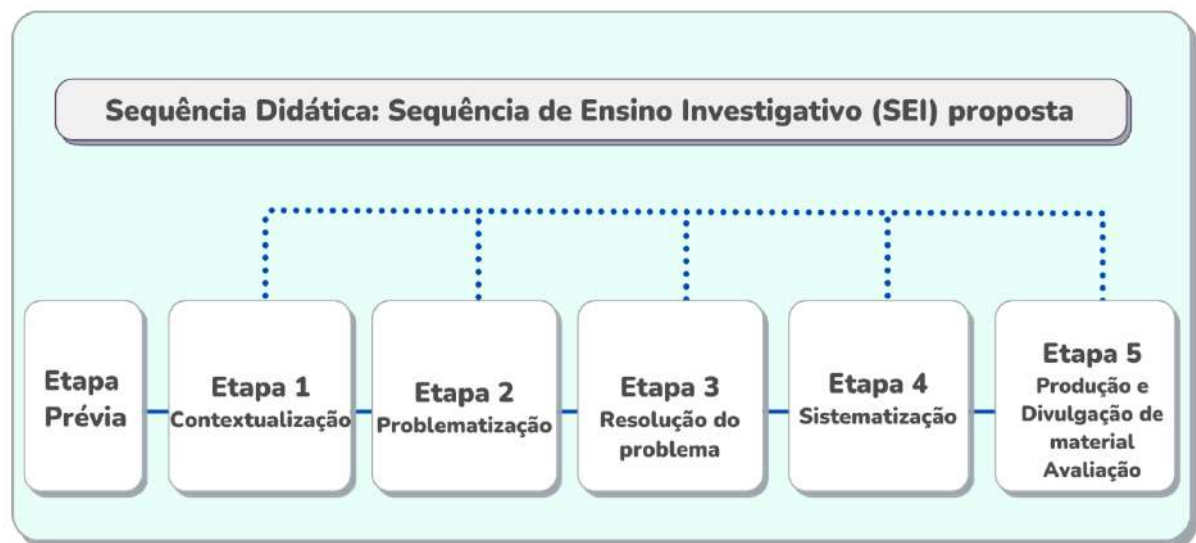 Sequência Didática: Sequência de Ensino Investigativo (SEI) proposta
Etapa
Prévia
Etapa 1
Contextualização
Etapa 2
Problematização
Etapa 3
Resolução do
problema
Etapa 4
Sistematização
Etapa 5
Produção e
Divulgação de
material
Avaliação